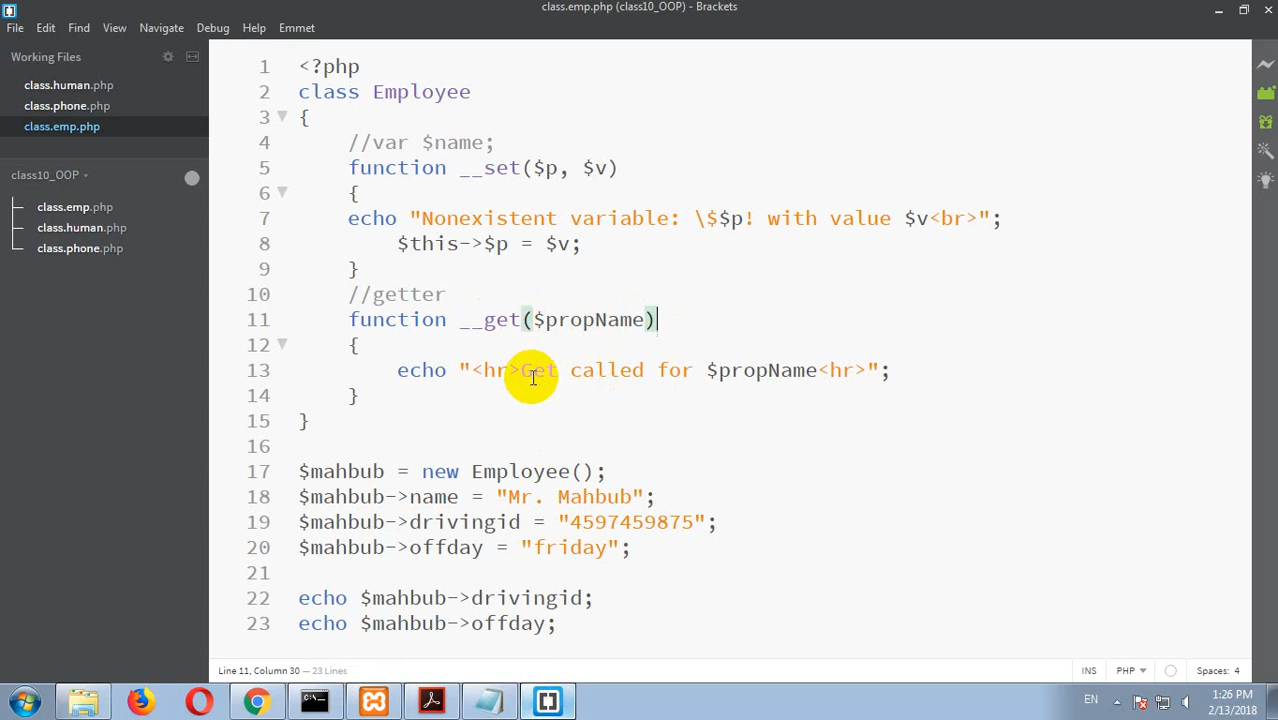 class.emp.php (class10_OOP) - Brackets
File Edit Find View Navigate Debug Help Emmet
Working Files
class.human.php
class.phone.php
class.emp.php
class10_OOP
class.emp.php
class.human.php
class.phone.php
1 <?php
2 class Employee
3 {
4 //var $name;
5 function __set($p, $v)
6 {
7 echo "Nonexistent variable: \$$p! with value $v<br>";
8 $this->$p = $v;
9 }
10 //getter
11 function __get($propName)
12 {
13 echo "<hr>Get called for $propName<hr>";
14 }
15 }
16
17 $mahbub = new Employee();
18 $mahbub->name = "Mr. Mahbub";
19 $mahbub->drivingid = "4597459875";
20 $mahbub->offday = "friday";
21
22 echo $mahbub->drivingid;
23 echo $mahbub->offday;
Line 11, Column 30 — 23 Lines
INS PHP Spaces: 4
EN
1:26 PM
2/13/2018